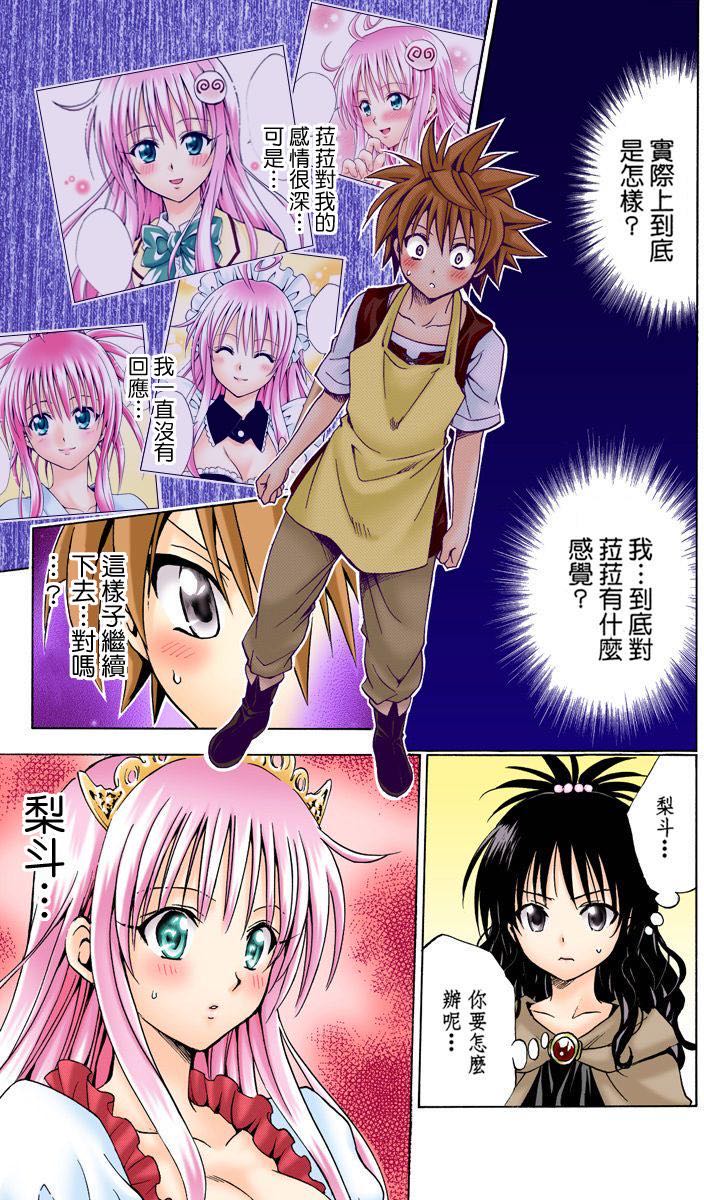 實際上到底
是怎樣？
我…到底對
菈菈有什麼
感覺？
菈菈對我的
感情很深…
可是…
我一直沒有
回應…
這樣子繼續
下去…對嗎
…？
梨斗…
你要怎麼
辦呢…
梨斗…